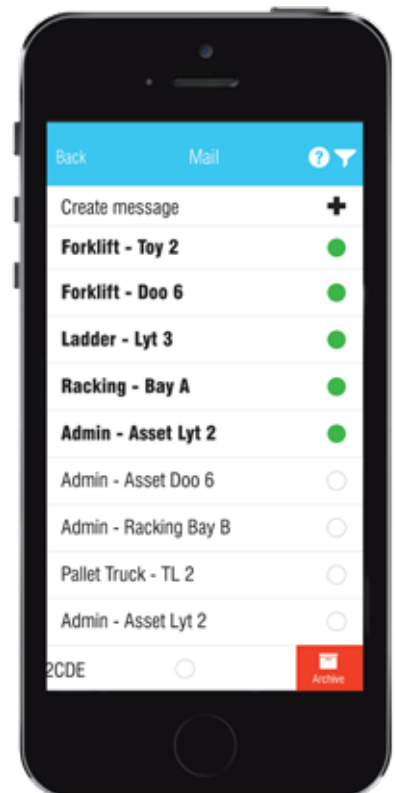 Back Mail ?
Create message
Forklift - Toy 2
Forklift - Doo 6
Ladder - Lyt 3
Racking - Bay A
Admin - Asset Lyt 2
Admin - Asset Doo 6
Admin - Racking Bay B
Pallet Truck - TL 2
Admin - Asset Lyt 2
2CDE
Archive